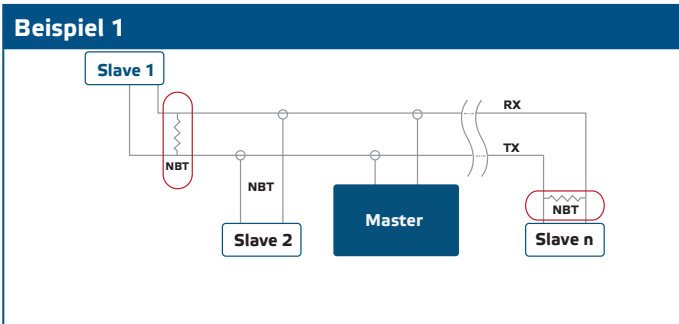 Beispiel 1
Slave 1
RX
TX
NBT
NBT
Master
NBT
Slave 2
Slave n